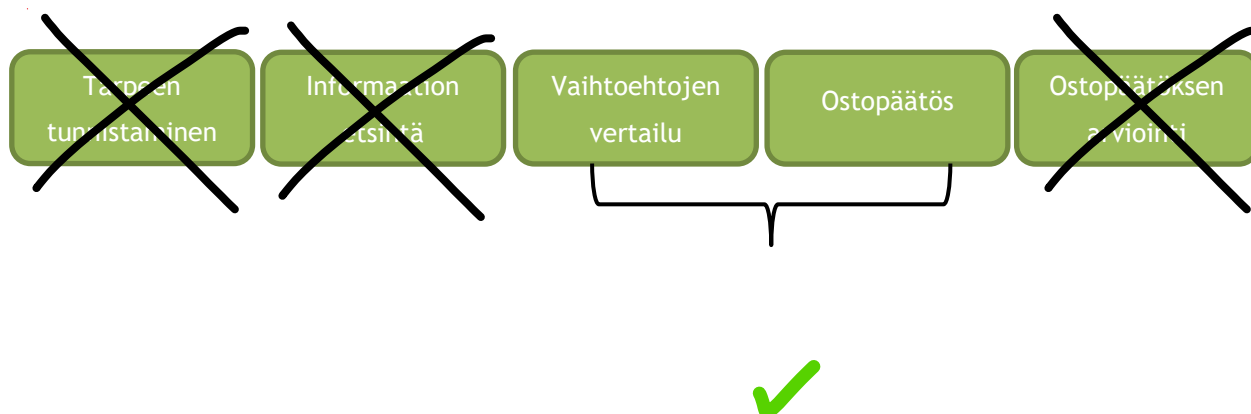 Tarpeen
tunnistaminen
Informaation
etsintä
Vaihtoehtojen
vertailu
Ostopäätös
Ostopäätöksen
arviointi